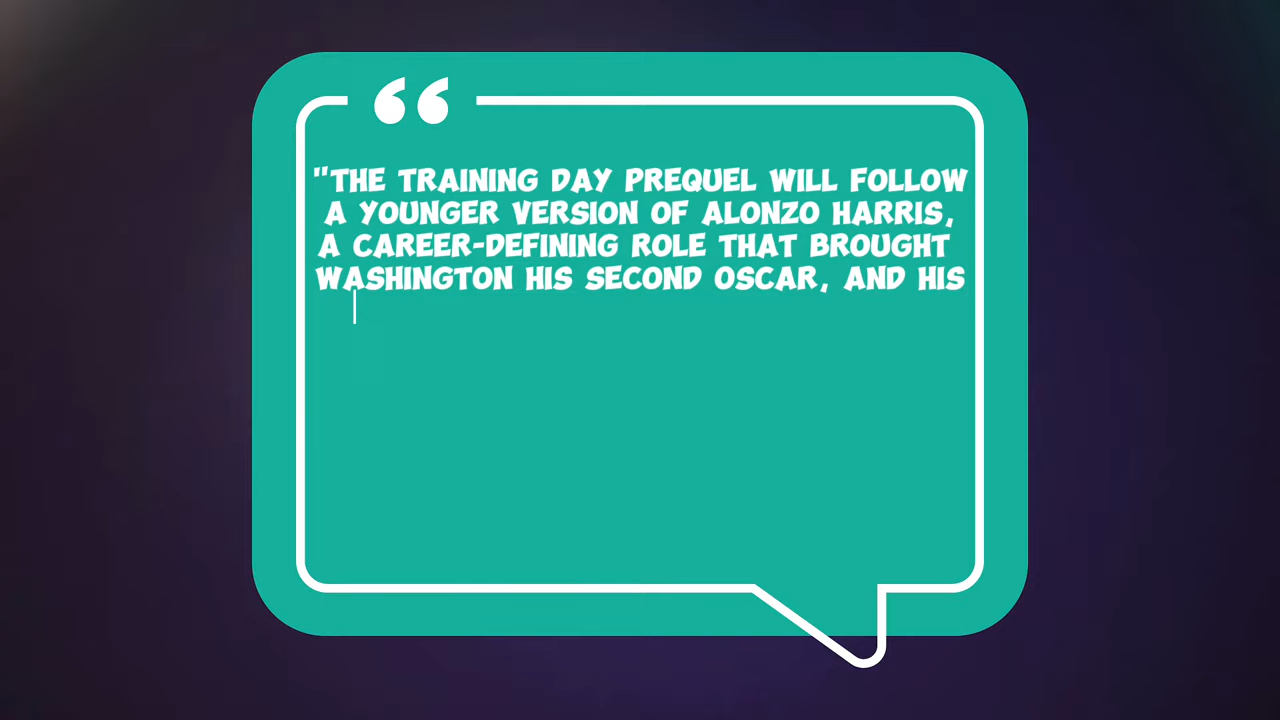 "THE TRAINING DAY PREQUEL WILL FOLLOW
A YOUNGER VERSION OF ALONZO HARRIS,
A CAREER-DEFINING ROLE THAT BROUGHT
WASHINGTON HIS SECOND OSCAR, AND HIS